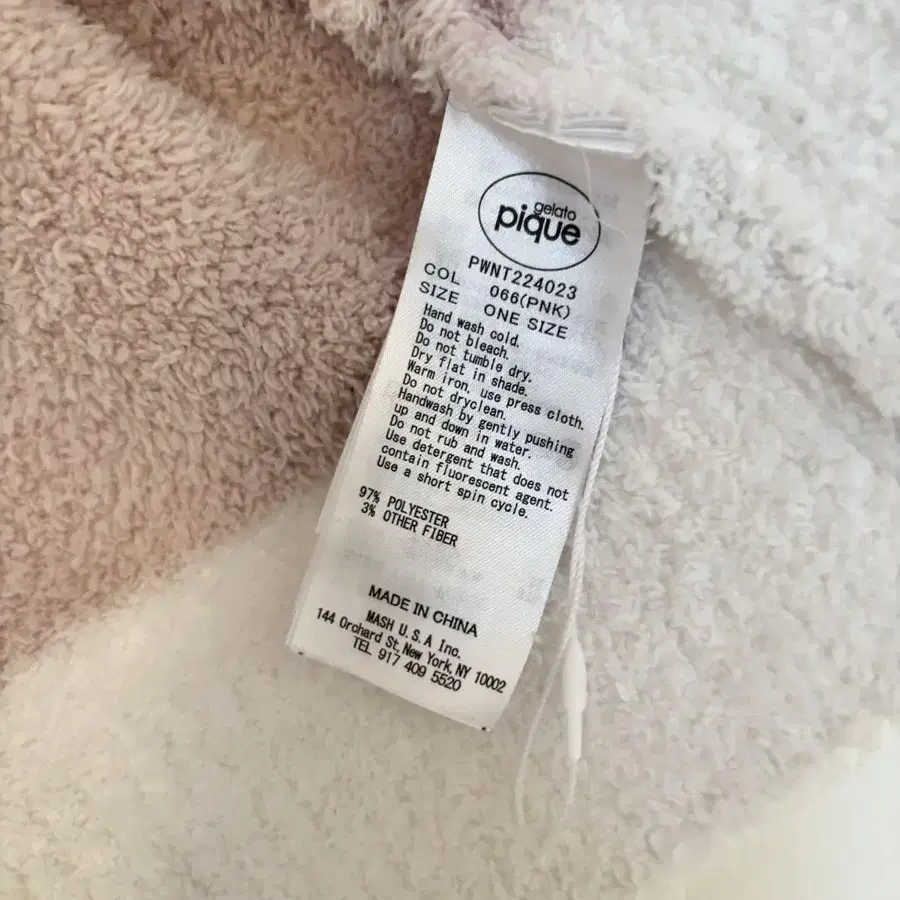 gelato
pique
PWNT224023
COL 066(PNK)
SIZE ONE SIZE
Hand wash cold.
Do not bleach.
Do not tumble dry.
Dry flat in shade.
Warm iron, use press cloth.
Do not dryclean.
Handwash by gently pushing
up and down in water.
Do not rub and wash.
Use detergent that does not
contain fluorescent agent.
Use a short spin cycle.
97% POLYESTER
3% OTHER FIBER
MADE IN CHINA
MASH U.S.A Inc.
144 Orchard St,New York,NY 10002
TEL 917 409 5520